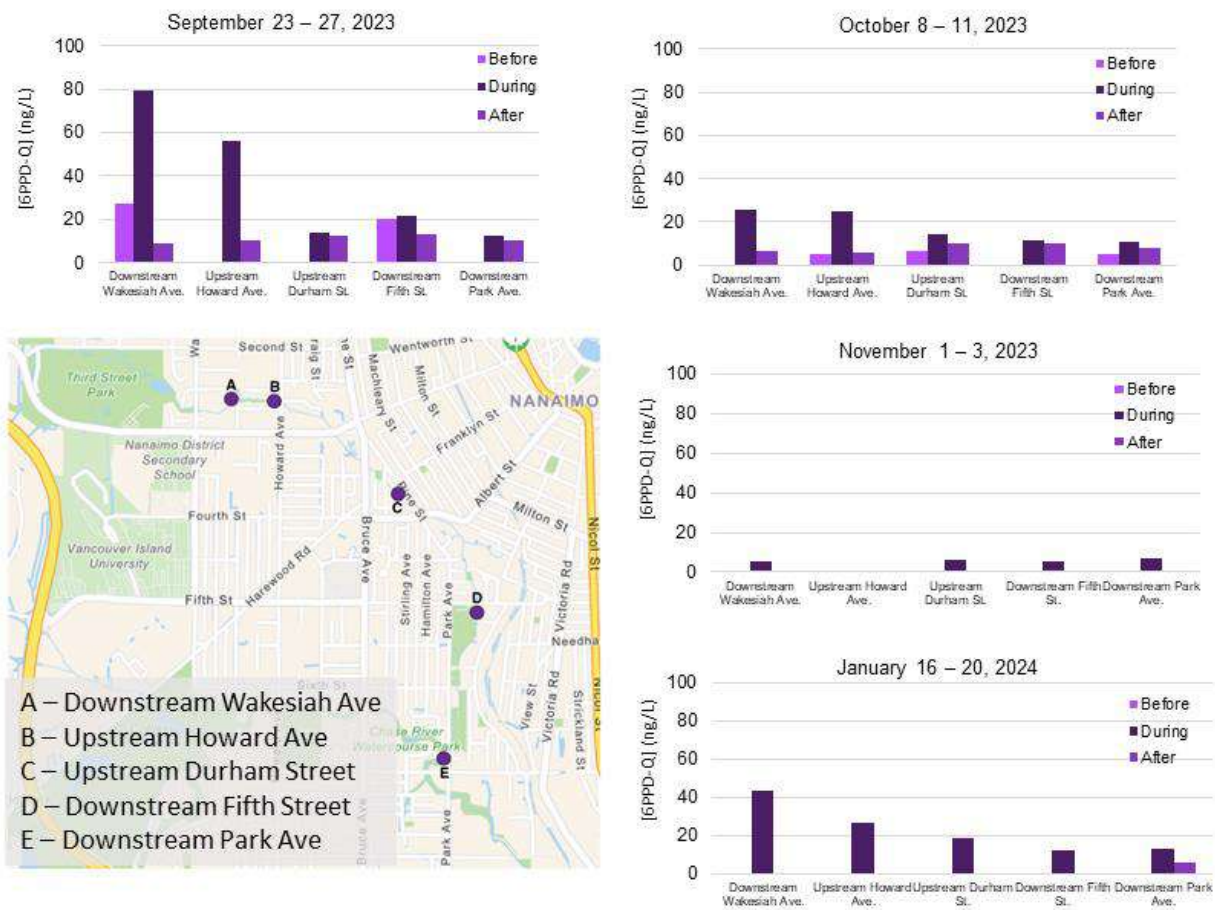 September 23 – 27, 2023
100
80
60
40
20
0
[6PPD-Q] (ng/L)
Before
During
After
Downstream
Wakesiah Ave.
Upstream
Howard Ave.
Upstream
Durham St.
Downstream
Fifth St.
Downstream
Park Ave.
October 8 – 11, 2023
100
80
60
40
20
0
[6PPD-Q] (ng/L)
Before
During
After
Downstream
Wakesiah Ave.
Upstream
Howard Ave.
Upstream
Durham St.
Downstream
Fifth St.
Downstream
Park Ave.
Second St
Wentworth St
Third Street
Park
A
B
Machleary St
Milton St
NANAIMO
Howard Ave
Franklyn St
Nanaimo District
Secondary
School
Albert St
Pine St
C
Fourth St
Milton St
Nicol St
Bruce Ave
Vancouver Island
University
Harewood Rd
Fifth St
Stirling Ave
Hamilton Ave
Park Ave
D
Victoria Rd
Sixth St
View St
Victoria Rd
Strickland St
Nicol St
Chase River
Watercourse Park
E
Bruce Ave
Park Ave
A – Downstream Wakesiah Ave
B – Upstream Howard Ave
C – Upstream Durham Street
D – Downstream Fifth Street
E – Downstream Park Ave
November 1 – 3, 2023
100
80
60
40
20
0
[6PPD-Q] (ng/L)
Before
During
After
Downstream
Wakesiah Ave.
Upstream Howard
Ave.
Upstream
Durham St.
Downstream Fifth
St.
Downstream Park
Ave.
January 16 – 20, 2024
100
80
60
40
20
0
[6PPD-Q] (ng/L)
Before
During
After
Downstream
Wakesiah Ave.
Upstream Howard
Ave.
Upstream Durham
St.
Downstream Fifth
St.
Downstream Park
Ave.